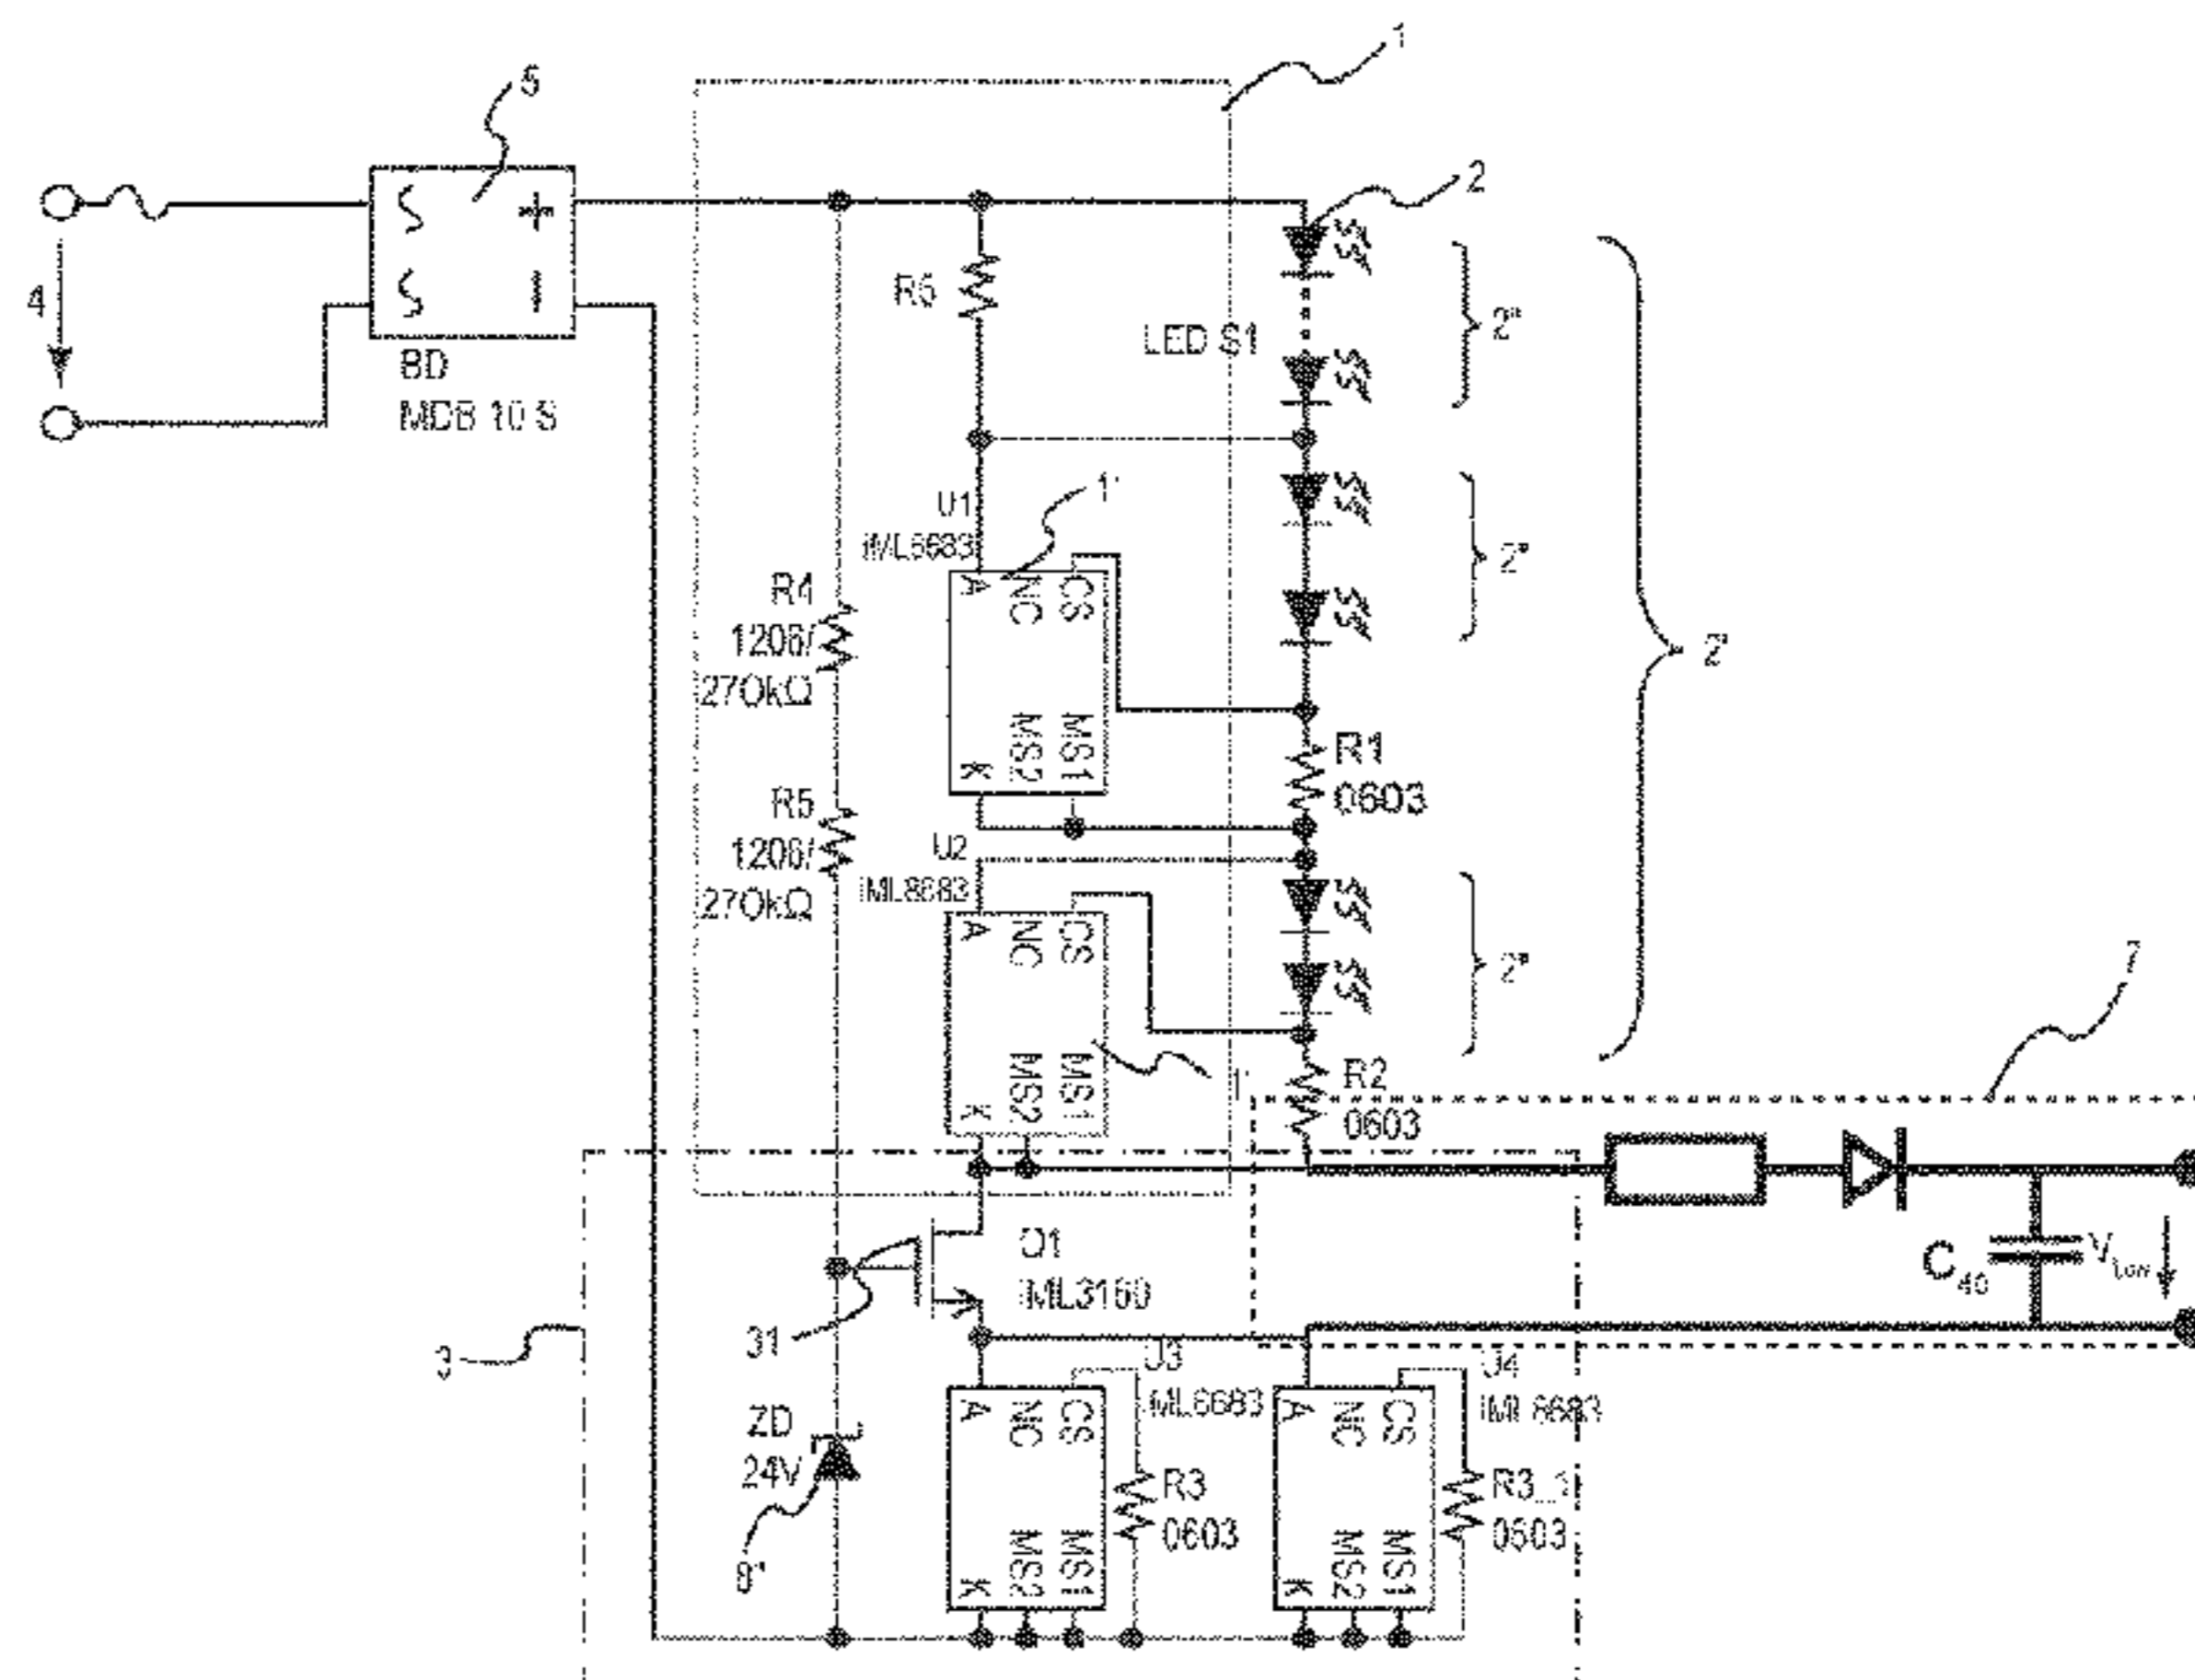 1
5
2
4
BD
MDB 10 S
R6
LED S1
2"
U1
1'
iML8683
A
NC
CS
2"
R4
1206/
270kΩ
2'
K
MS2
MS1
R1
0603
R5
1206/
270kΩ
U2
iML8683
A
NC
CS
2"
7
K
MS2
MS1
1'
R2
0603
Q1
iML3160
31
C40
VLow
3
U3
iML8683
U4
iML8683
A
NC
CS
A
NC
CS
ZD
24V
R3
0603
R3_1
0603
K
MS2
MS1
K
MS2
MS1